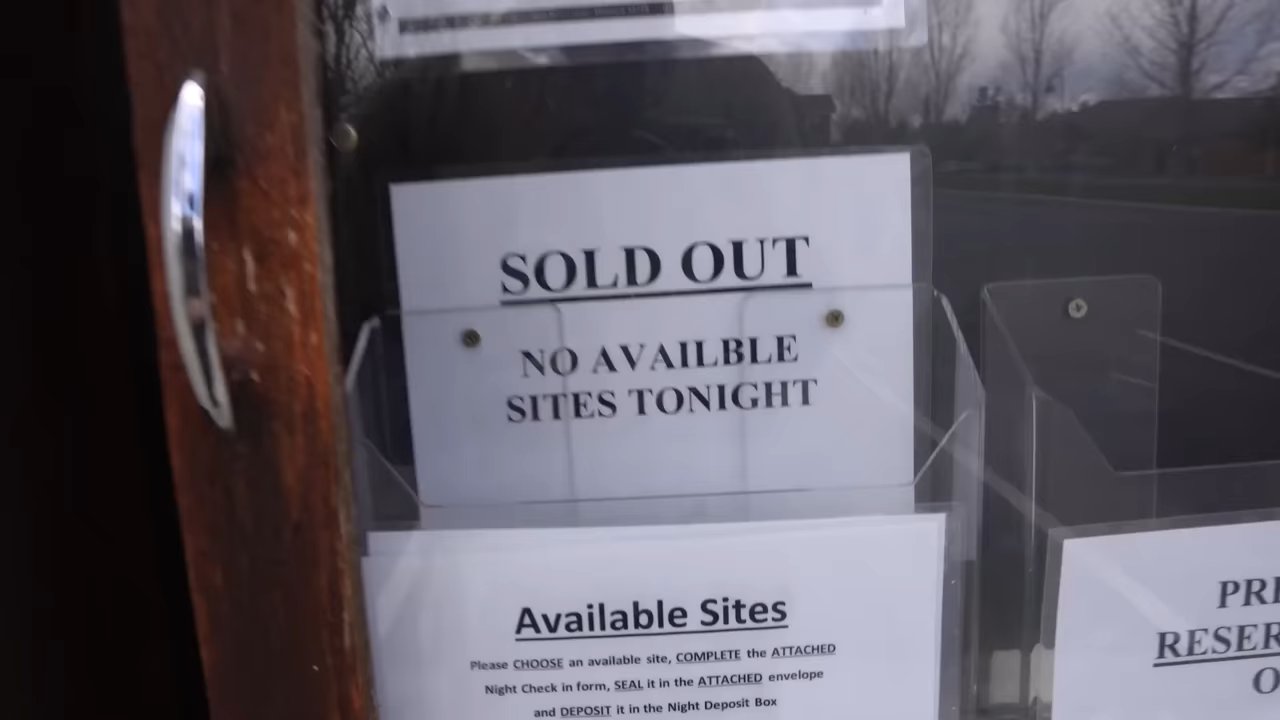 SOLD OUT
NO AVAILBLE
SITES TONIGHT
Available Sites
Please CHOOSE an available site, COMPLETE the ATTACHED
Night Check in form, SEAL it in the ATTACHED envelope
and DEPOSIT it in the Night Deposit Box